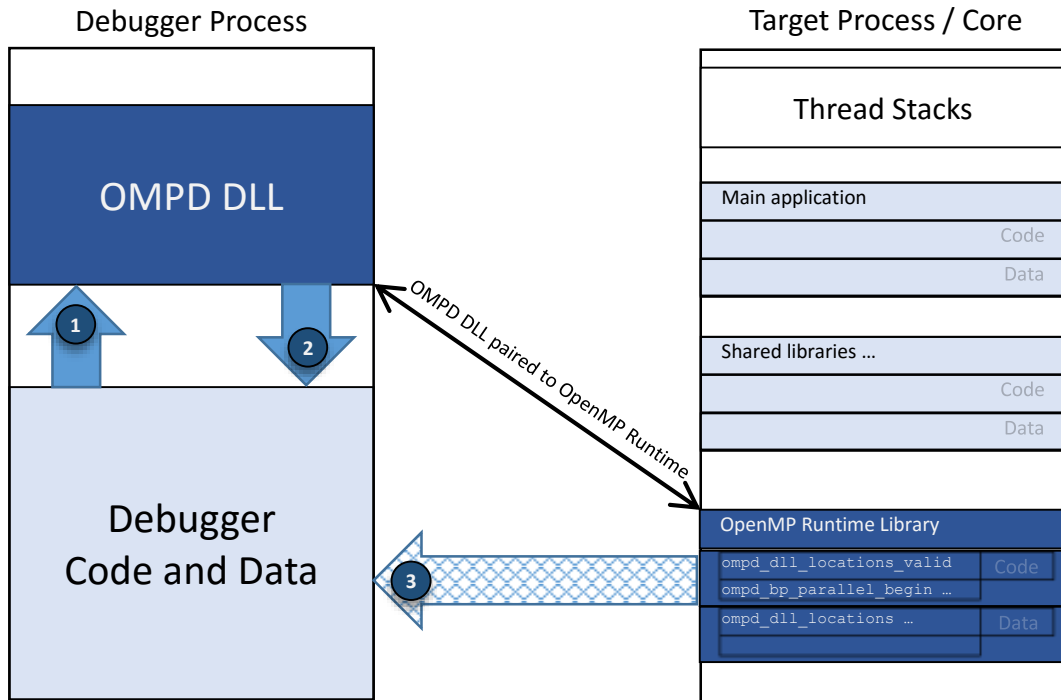 Debugger Process
OMPD DLL
1
2
Debugger
Code and Data
OMPD DLL paired to OpenMP Runtime
3
Target Process / Core
Thread Stacks
Main application
Code
Data
Shared libraries …
Code
Data
OpenMP Runtime Library
ompd_dll_locations_valid
Code
ompd_bp_parallel_begin …
ompd_dll_locations …
Data